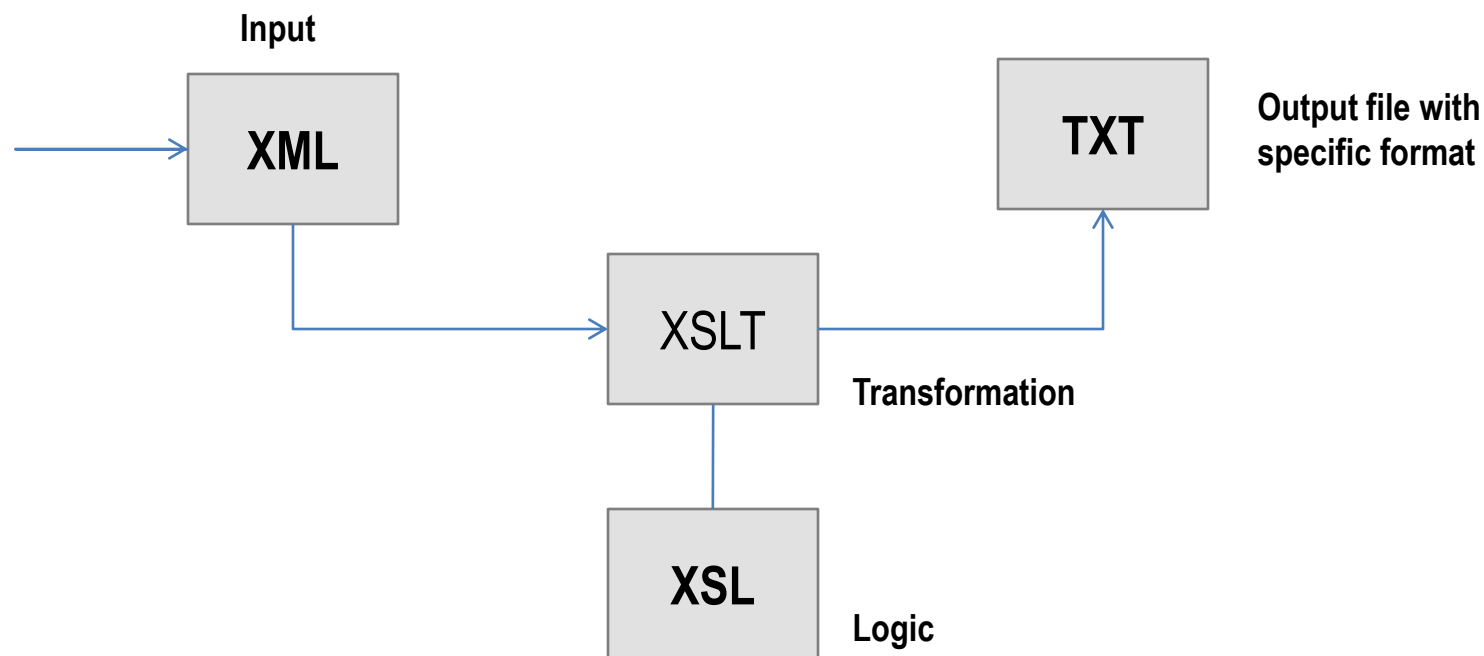 Input
XML
TXT
Output file with
specific format
XSLT
Transformation
XSL
Logic